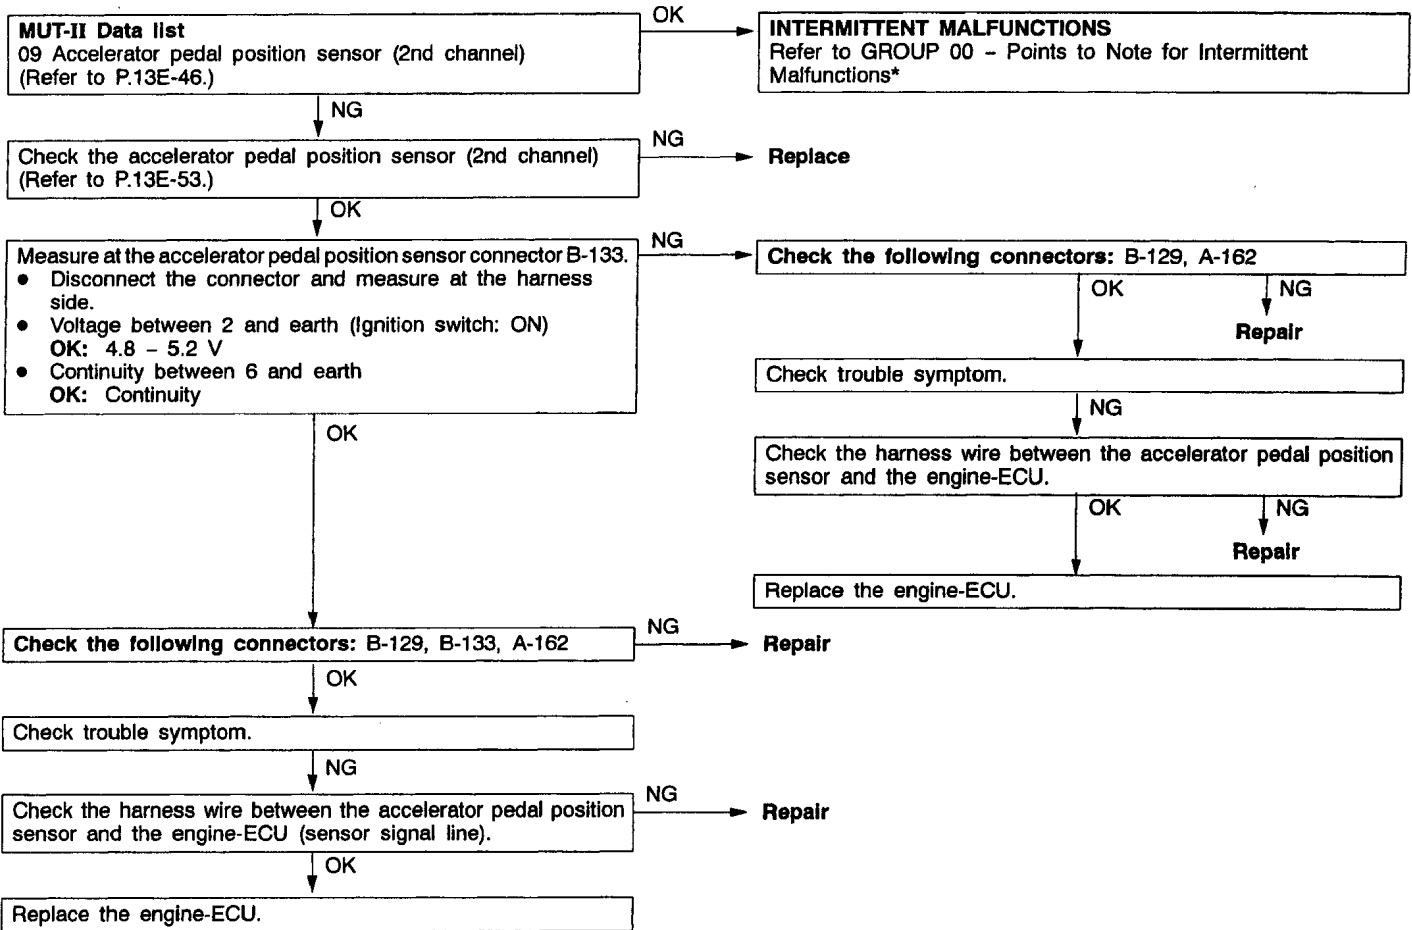 MUT-II Data list
09 Accelerator pedal position sensor (2nd channel)
(Refer to P.13E-46.)
OK
INTERMITTENT MALFUNCTIONS
Refer to GROUP 00 – Points to Note for Intermittent
Malfunctions*
NG
Check the accelerator pedal position sensor (2nd channel)
(Refer to P.13E-53.)
NG
Replace
OK
Measure at the accelerator pedal position sensor connector B-133.
● Disconnect the connector and measure at the harness
side.
● Voltage between 2 and earth (Ignition switch: ON)
OK: 4.8 – 5.2 V
● Continuity between 6 and earth
OK: Continuity
NG
Check the following connectors: B-129, A-162
OK
NG
Repair
Check trouble symptom.
NG
Check the harness wire between the accelerator pedal position
sensor and the engine-ECU.
OK
NG
Repair
Replace the engine-ECU.
OK
Check the following connectors: B-129, B-133, A-162
NG
Repair
OK
Check trouble symptom.
NG
Check the harness wire between the accelerator pedal position
sensor and the engine-ECU (sensor signal line).
NG
Repair
OK
Replace the engine-ECU.